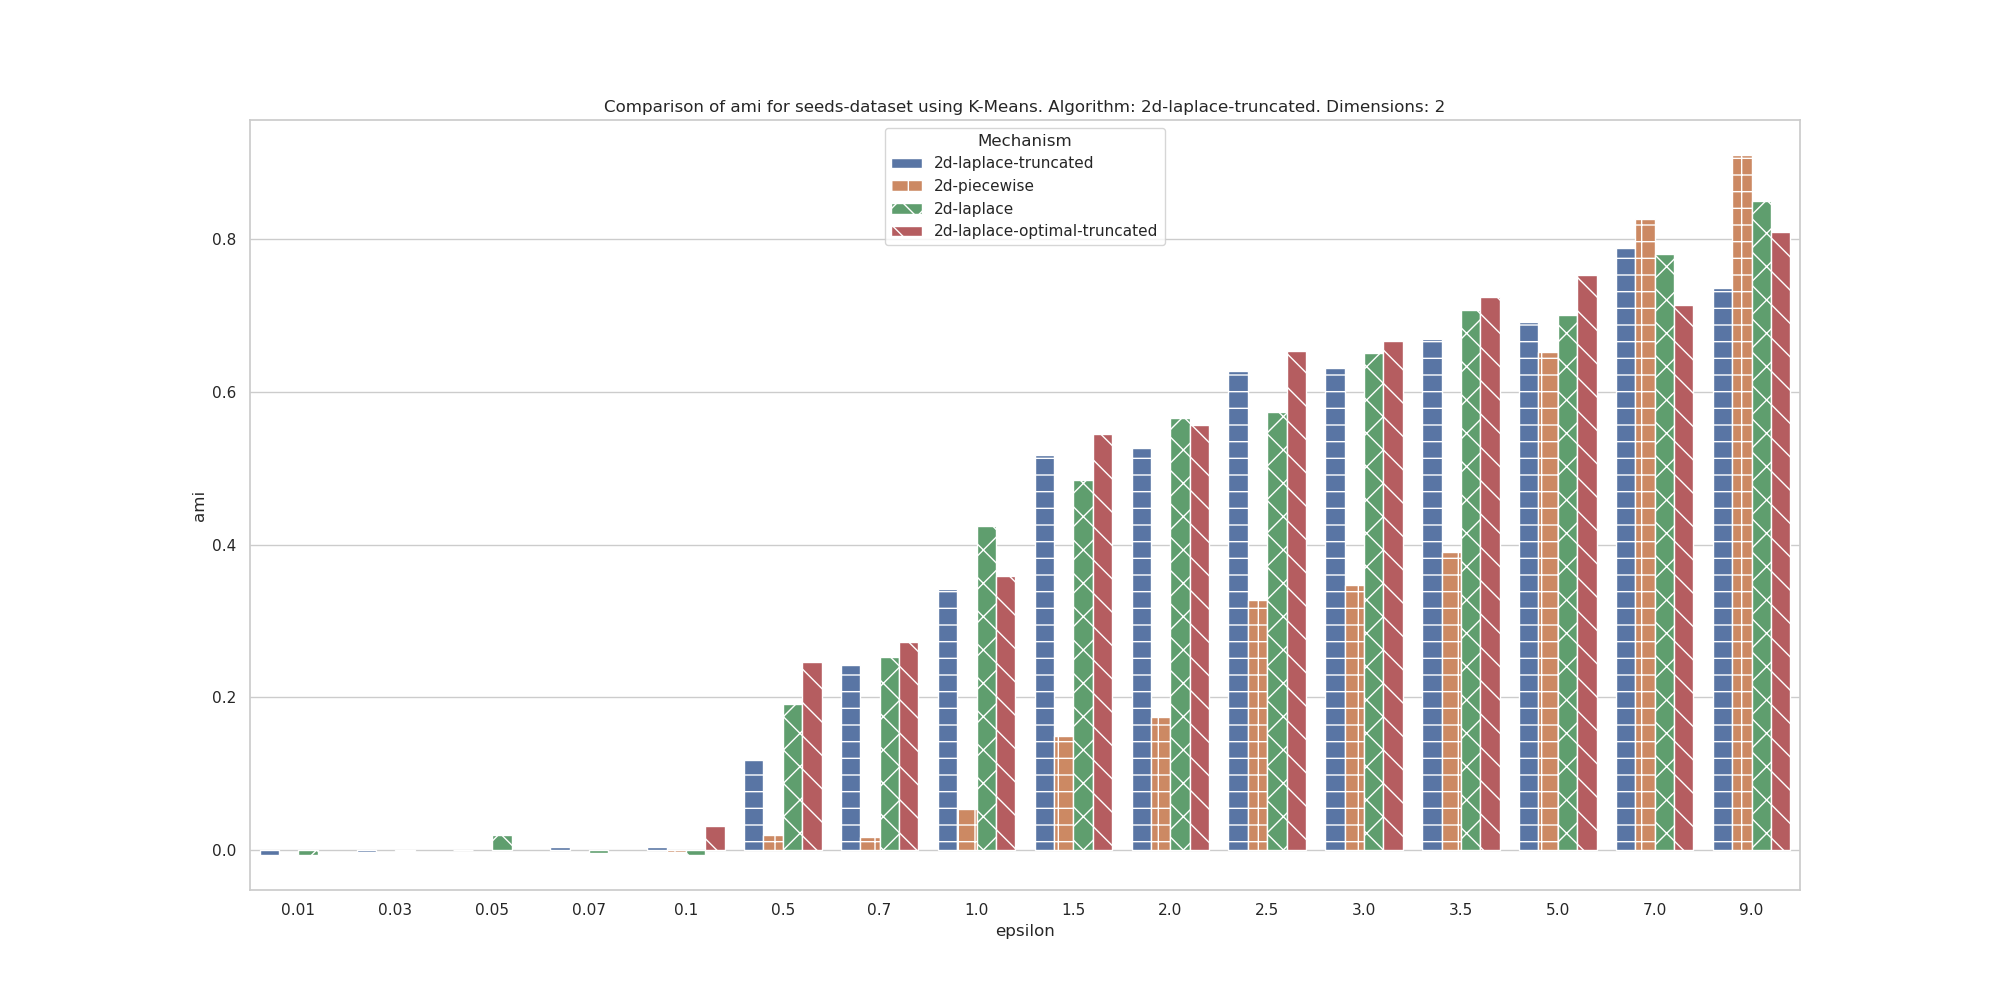 Comparison of ami for seeds-dataset using K-Means. Algorithm: 2d-laplace-truncated. Dimensions: 2
Mechanism
2d-laplace-truncated
2d-piecewise
2d-laplace
2d-laplace-optimal-truncated
0.8
0.6
0.4
0.2
0.0
ami
0.01 0.03 0.05 0.07 0.1 0.5 0.7 1.0 1.5 2.0 2.5 3.0 3.5 5.0 7.0 9.0
epsilon